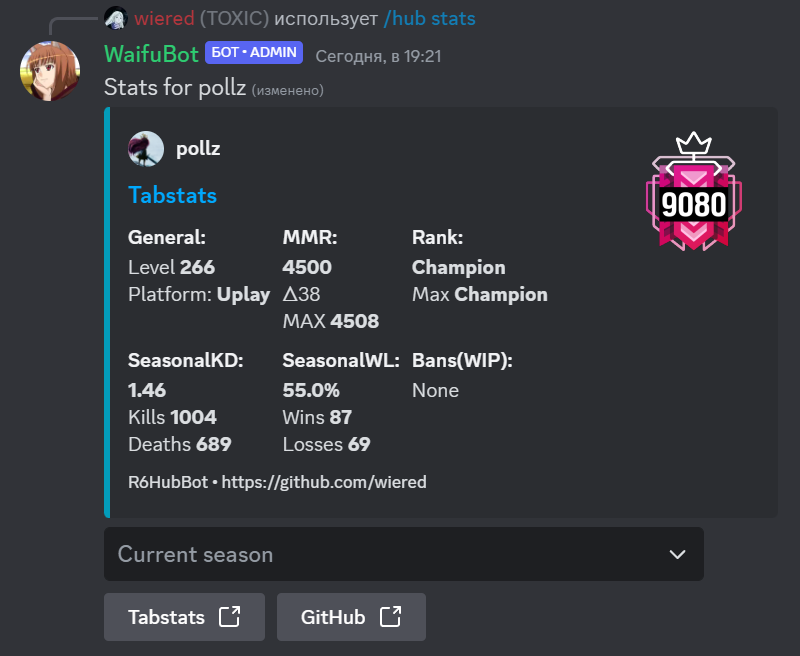 wiered (TOXIC) использует /hub stats
WaifuBot БОТ • ADMIN Сегодня, в 19:21
Stats for pollz (изменено)
pollz
Tabstats
9080
General: MMR: Rank:
Level 266 4500 Champion
Platform: Uplay Δ38 Max Champion
MAX 4508
SeasonalKD: SeasonalWL: Bans(WIP):
1.46 55.0% None
Kills 1004 Wins 87
Deaths 689 Losses 69
R6HubBot • https://github.com/wiered
Current season
Tabstats GitHub